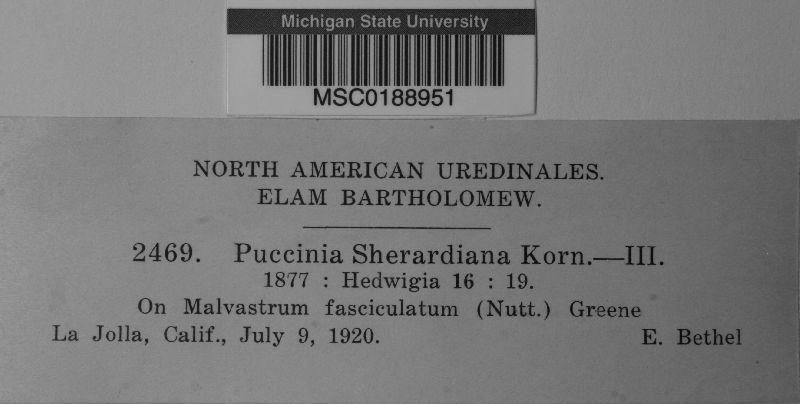 Michigan State University
MSC0188951
NORTH AMERICAN UREDINALES.
ELAM BARTHOLOMEW.
2469. Puccinia Sherardiana Korn.—III.
1877 : Hedwigia 16 : 19.
On Malvastrum fasciculatum (Nutt.) Greene
La Jolla, Calif., July 9, 1920. E. Bethel